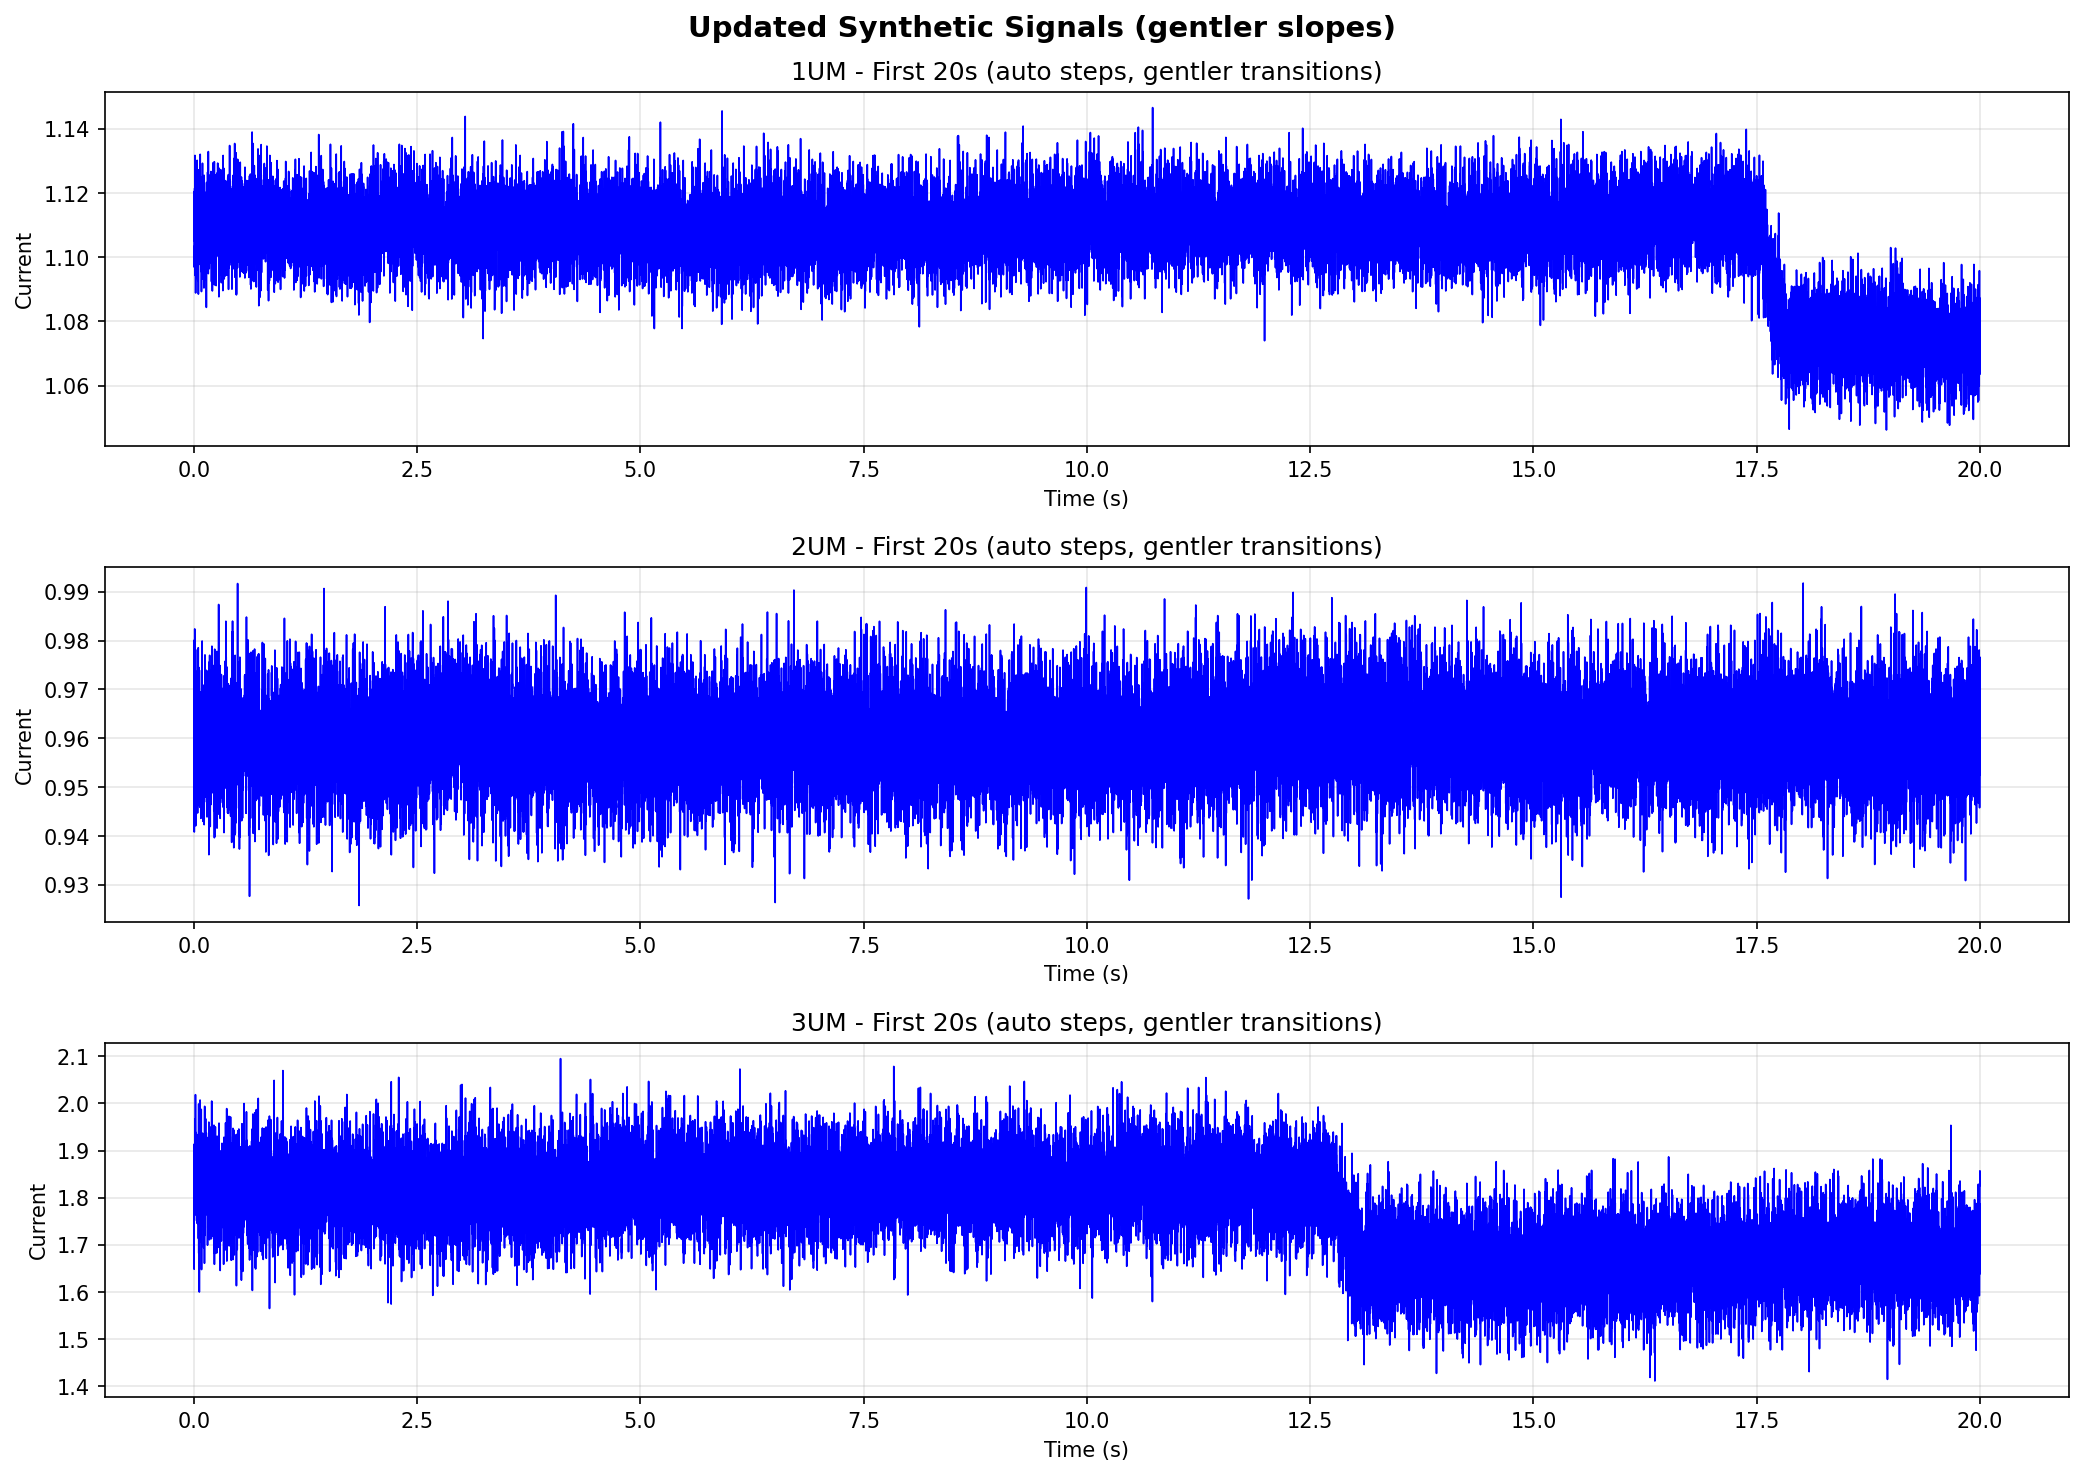 Updated Synthetic Signals (gentler slopes)
1UM - First 20s (auto steps, gentler transitions)
1.14
1.12
1.10
1.08
1.06
Current
0.0 2.5 5.0 7.5 10.0 12.5 15.0 17.5 20.0
Time (s)
2UM - First 20s (auto steps, gentler transitions)
0.99
0.98
0.97
0.96
0.95
0.94
0.93
Current
0.0 2.5 5.0 7.5 10.0 12.5 15.0 17.5 20.0
Time (s)
3UM - First 20s (auto steps, gentler transitions)
2.1
2.0
1.9
1.8
1.7
1.6
1.5
1.4
Current
0.0 2.5 5.0 7.5 10.0 12.5 15.0 17.5 20.0
Time (s)